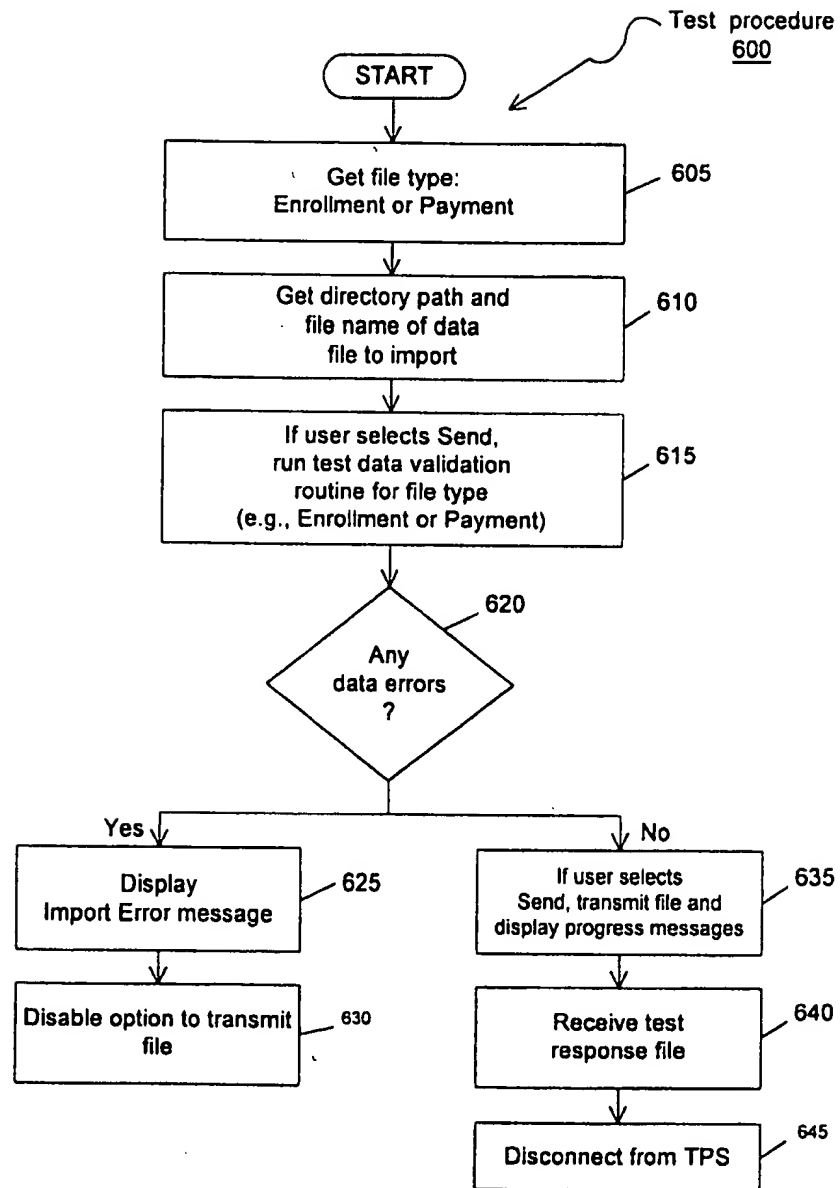 Test procedure
600
START
Get file type:
Enrollment or Payment
605
Get directory path and
file name of data
file to import
610
If user selects Send,
run test data validation
routine for file type
(e.g., Enrollment or Payment)
615
620
Any
data errors
?
Yes
No
Display
Import Error message
625
If user selects
Send, transmit file and
display progress messages
635
Disable option to transmit
file
630
Receive test
response file
640
Disconnect from TPS
645